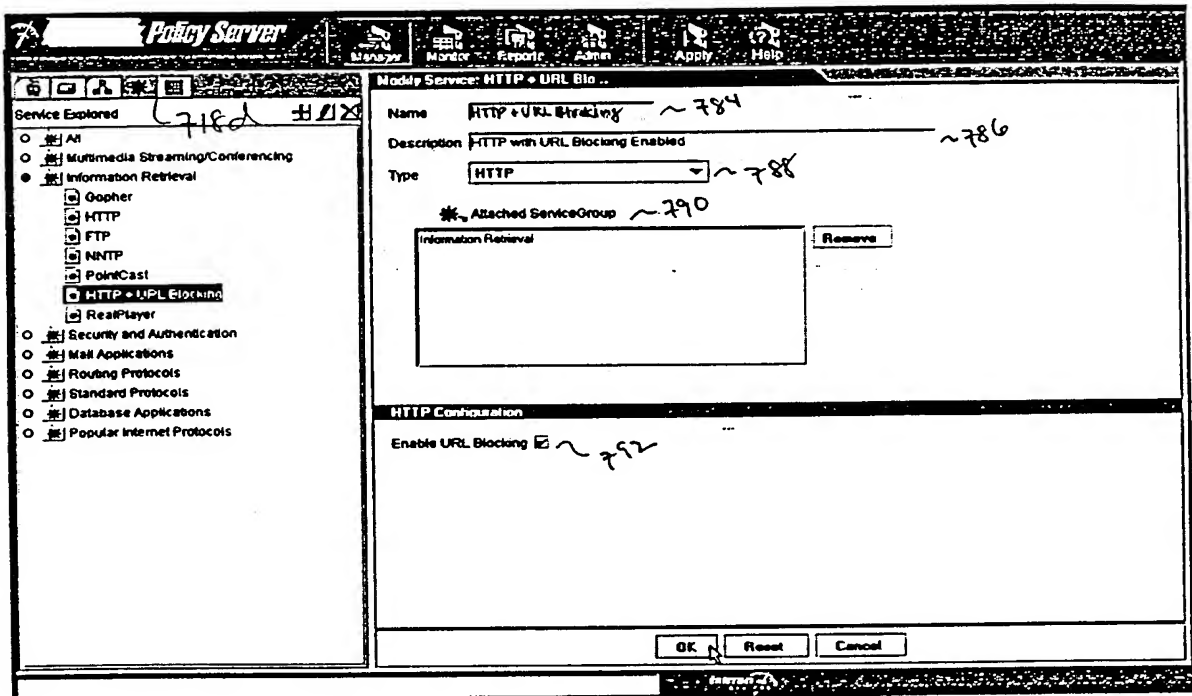 Policy Server
Manager Monitor Reports Admin Apply Help
718d
Service Explored
All
Multimedia Streaming/Conferencing
Information Retrieval
Gopher
HTTP
FTP
NNTP
PointCast
HTTP + URL Blocking
RealPlayer
Security and Authentication
Mail Applications
Routing Protocols
Standard Protocols
Database Applications
Popular Internet Protocols
Modify Service: HTTP + URL Blo ..
Name HTTP + URL Blocking ~ 784
Description HTTP with URL Blocking Enabled ~ 786
Type HTTP ~ 788
Attached ServiceGroup ~ 790
Information Retrieval
Remove
HTTP Configuration
Enable URL Blocking ~ 792
OK Reset Cancel